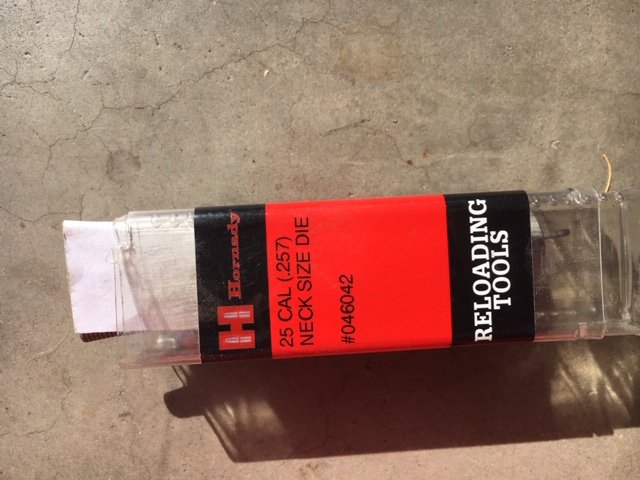 Hornady
25 CAL (.257)
NECK SIZE DIE
#046042
RELOADING
TOOLS